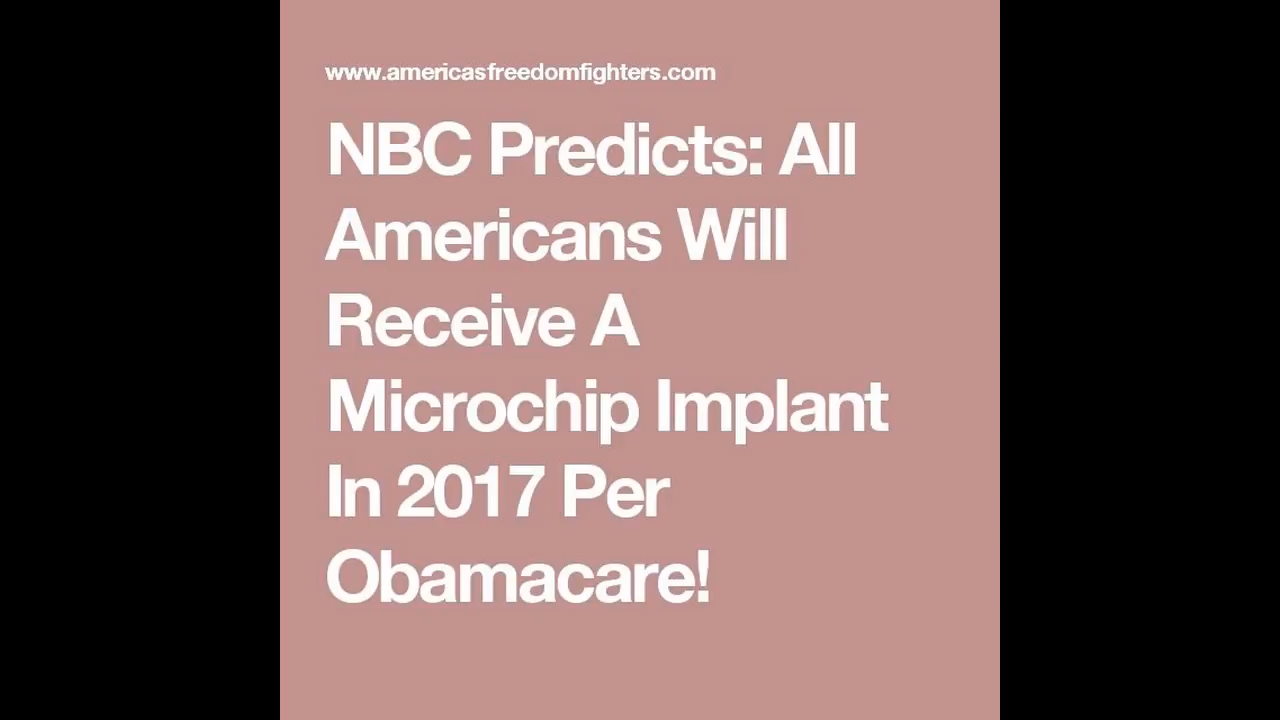 www.americasfreedomfighters.com
NBC Predicts: All
Americans Will
Receive A
Microchip Implant
In 2017 Per
Obamacare!